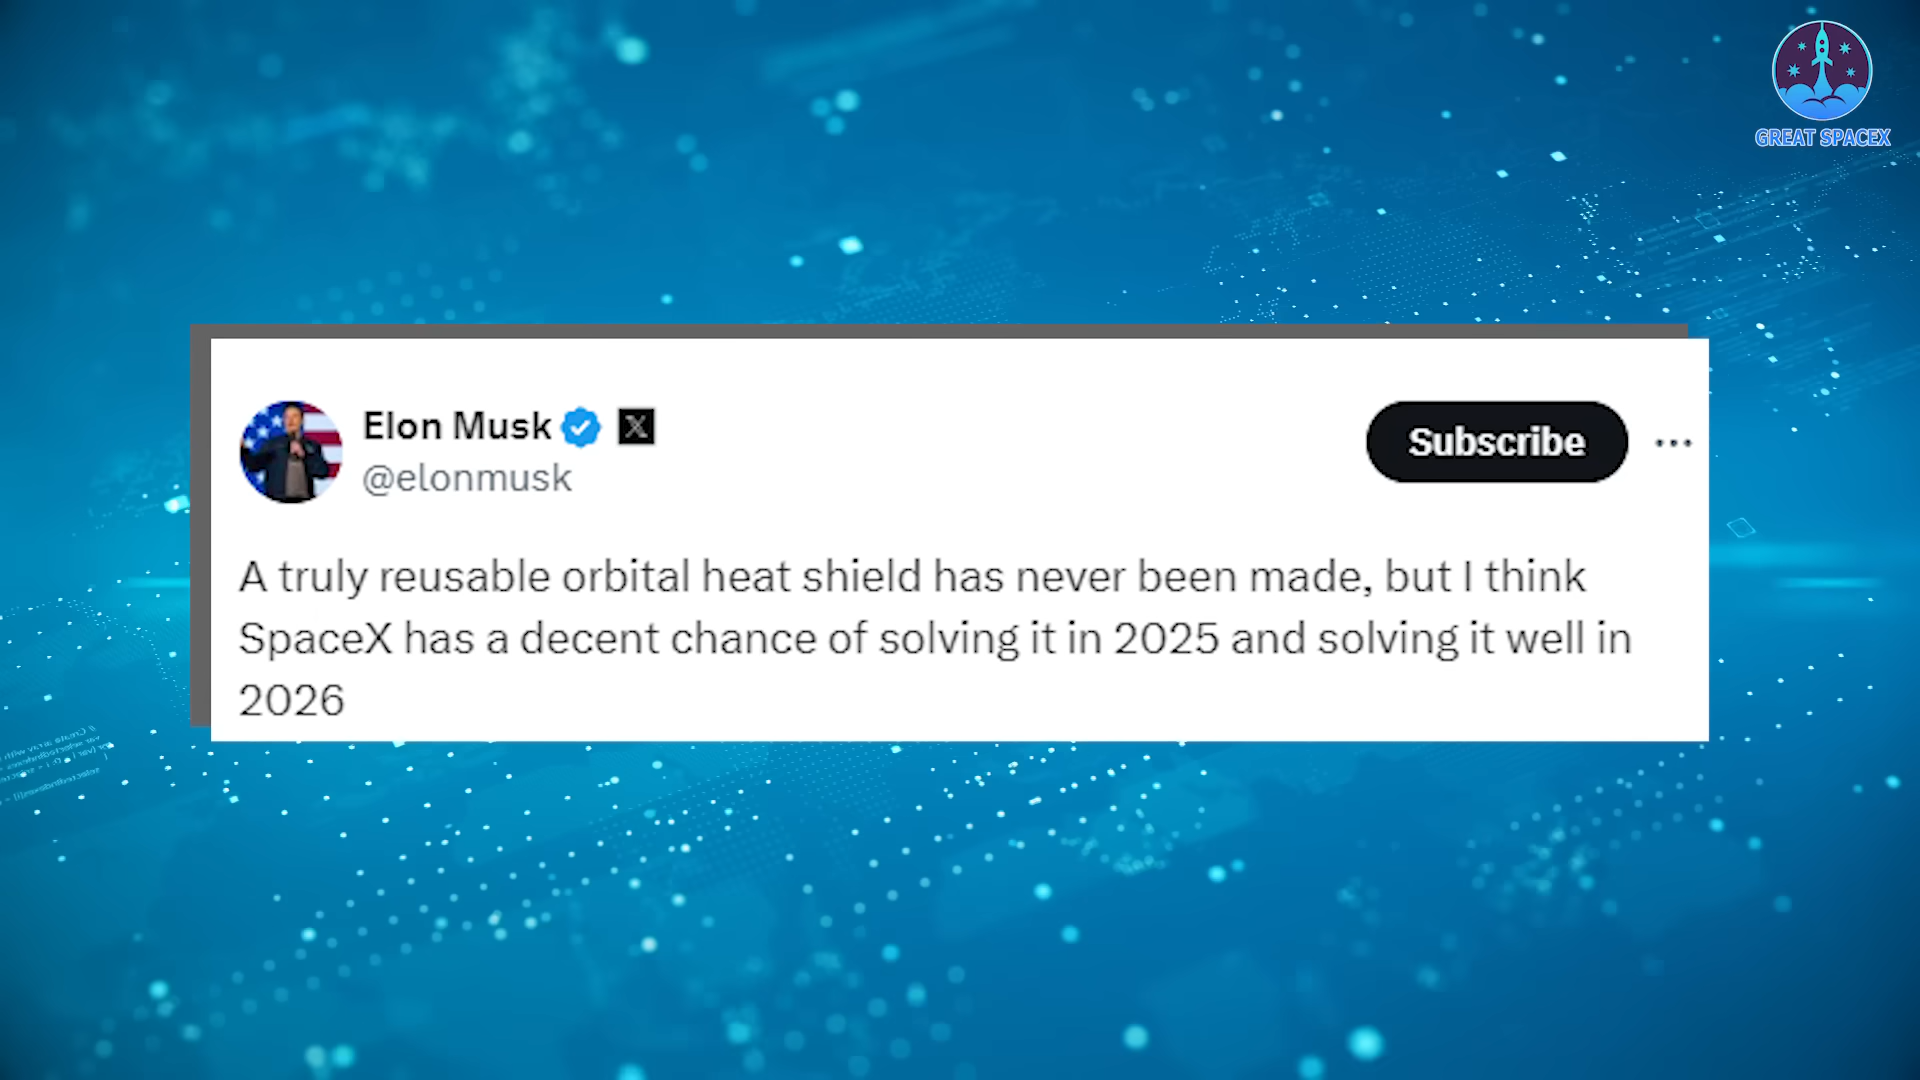 GREAT SPACEX
Elon Musk
@elonmusk
Subscribe
A truly reusable orbital heat shield has never been made, but I think
SpaceX has a decent chance of solving it in 2025 and solving it well in
2026